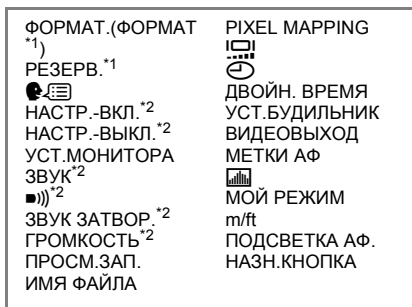 ФОРМАТ.(ФОРМАТ
*1)
РЕЗЕРВ.*1
НАСТР.-ВКЛ.*2
НАСТР.-ВЫКЛ.*2
УСТ.МОНИТОРА
ЗВУК*2
*2
ЗВУК ЗАТВОР.*2
ГРОМКОСТЬ*2
ПРОСМ.ЗАП.
ИМЯ ФАЙЛА
PIXEL MAPPING
ДВОЙН. ВРЕМЯ
УСТ.БУДИЛЬНИК
ВИДЕОВЫХОД
МЕТКИ АФ
МОЙ РЕЖИМ
m/ft
ПОДСВЕТКА АФ.
НАЗН.КНОПКА